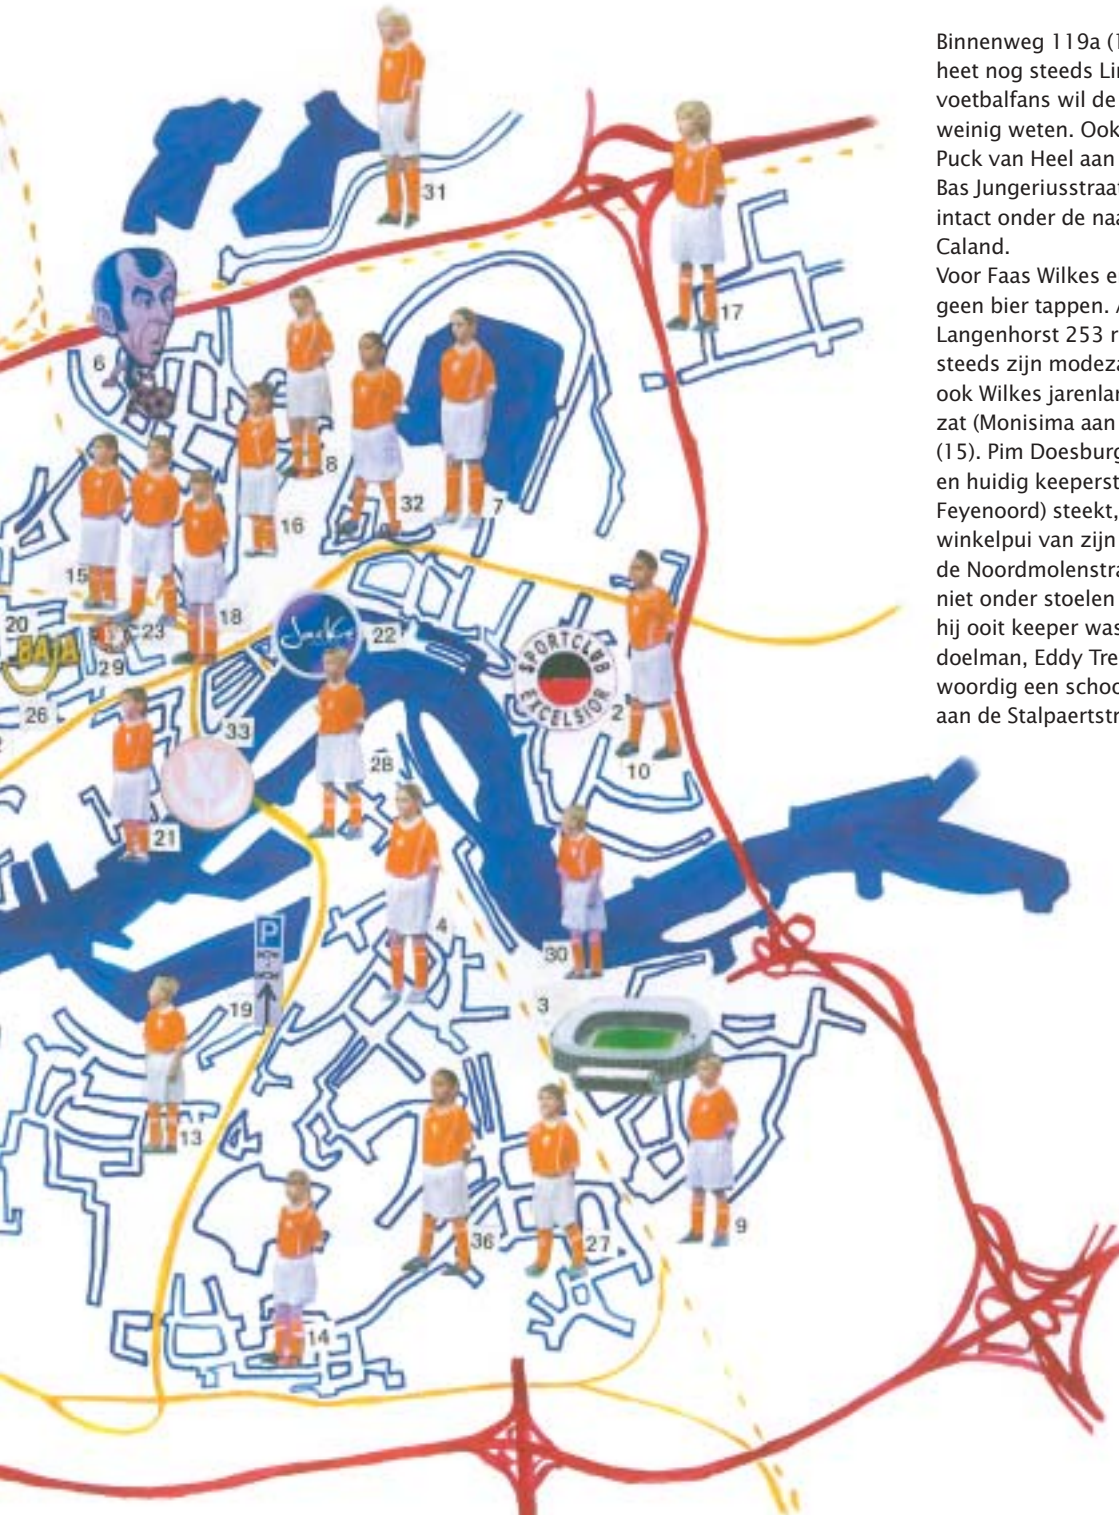 Binnenweg 119a (1
heet nog steeds Li
voetbalfans wil de
weinig weten. Ook
Puck van Heel aan
Bas Jungeriusstraa
intact onder de na
Caland.
Voor Faas Wilkes e
geen bier tappen.
Langenhorst 253 r
steeds zijn modeza
ook Wilkes jarenla
zat (Monisima aan
(15). Pim Doesburg
en huidig keeperst
Feyenoord) steekt,
winkelpui van zijn
de Noordmolenstra
niet onder stoelen
hij ooit keeper was
doelman, Eddy Tre
woordig een schoo
aan de Stalpaertstr
31
17
6
8
32
7
16
15
18
20
23
22
BAJA
29
SPORTCLUB
EXCELSIOR
2
26
33
10
28
21
P
4
30
19
3
13
36
27
9
14